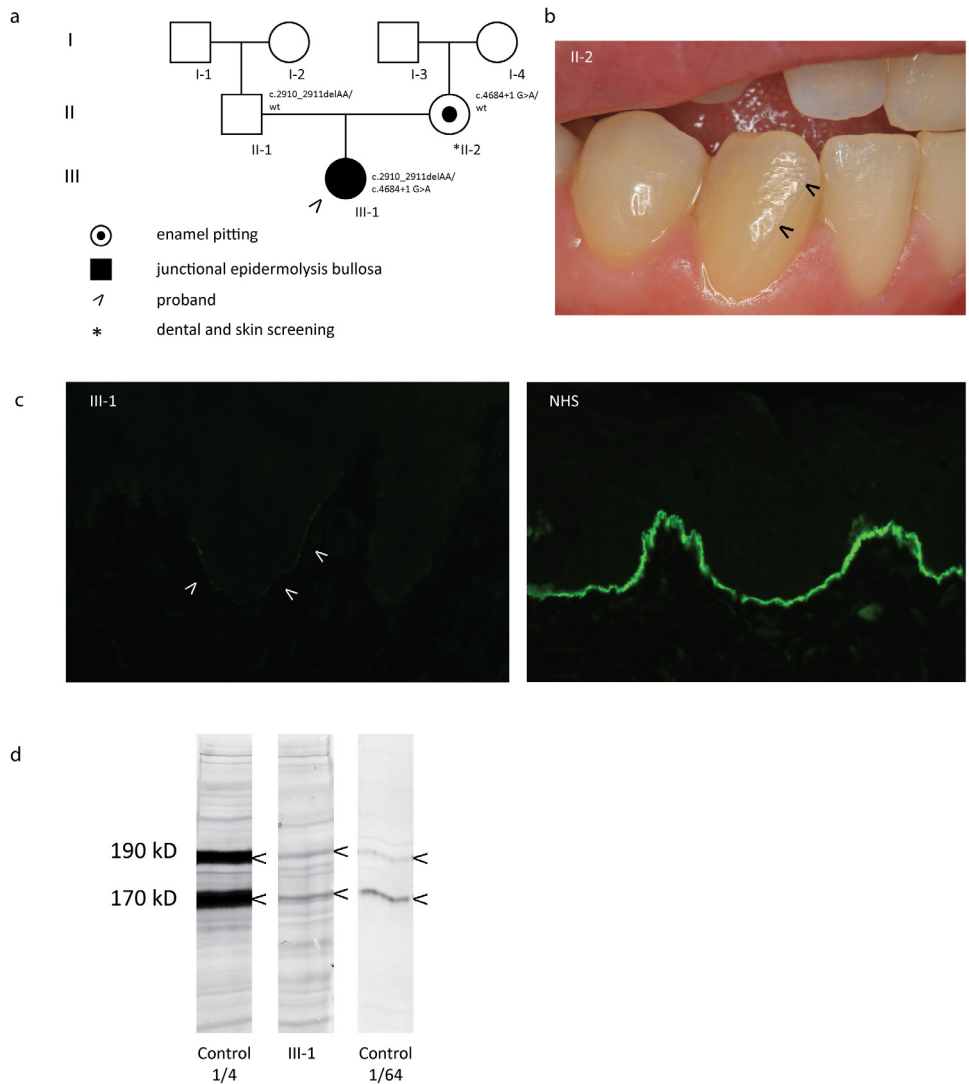 a
I
I-1
I-2
I-3
I-4
II
c.2910_2911delAA/
wt
II-1
c.4684+1 G>A/
wt
*II-2
III
c.2910_2911delAA/
c.4684+1 G>A
III-1
enamel pitting
junctional epidermolysis bullosa
proband
* dental and skin screening
b
II-2
c
III-1
NHS
d
190 kD
170 kD
Control
1/4
III-1
Control
1/64